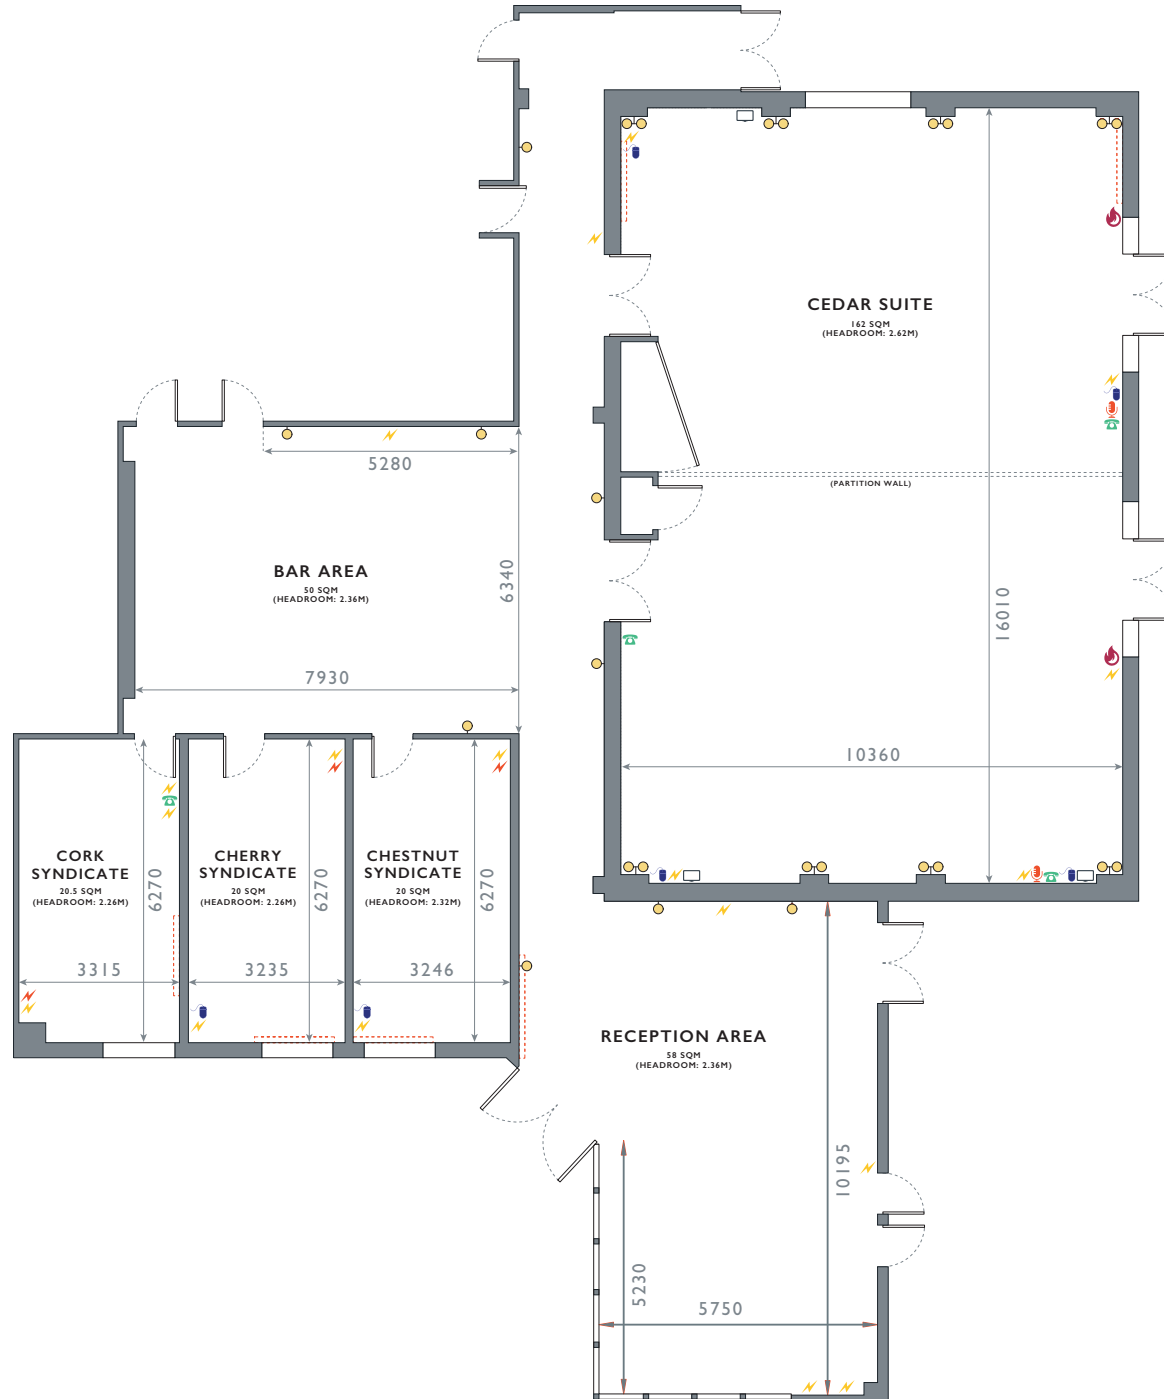 CEDAR SUITE
162 SQM
(HEADROOM: 2.62M)
5280
(PARTITION WALL)
BAR AREA
50 SQM
(HEADROOM: 2.36M)
6340
16010
7930
10360
CORK
SYNDICATE
20.5 SQM
(HEADROOM: 2.26M)
6270
3315
CHERRY
SYNDICATE
20 SQM
(HEADROOM: 2.26M)
6270
3235
CHESTNUT
SYNDICATE
20 SQM
(HEADROOM: 2.32M)
6270
3246
RECEPTION AREA
58 SQM
(HEADROOM: 2.36M)
10195
5230
5750